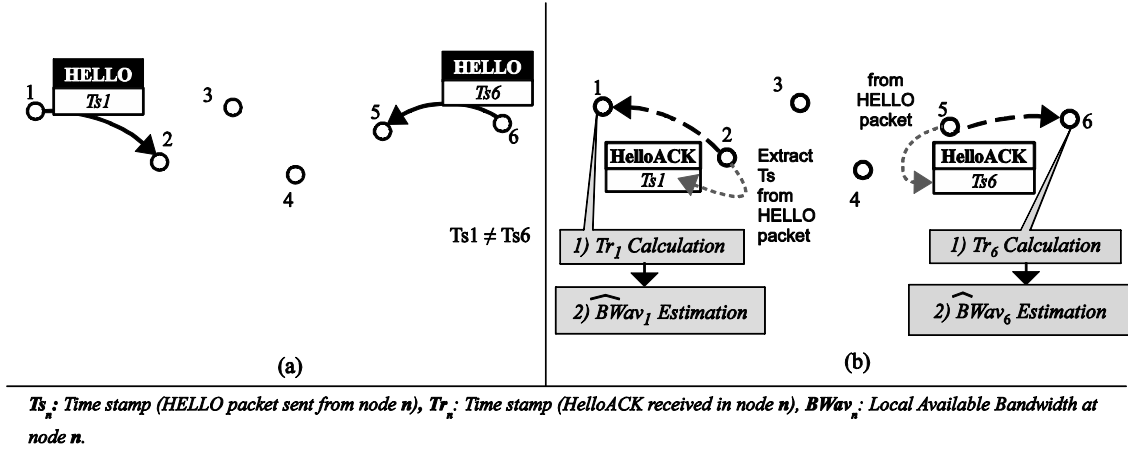 HELLO
Ts1
1
2
3
4
HELLO
Ts6
5
6
Ts1 ≠ Ts6
(a)
1
2
3
4
HelloACK
Ts1
Extract
Ts
from
HELLO
packet
1) Tr1 Calculation
2) B͡Wav1 Estimation
from
HELLO
packet
5
6
HelloACK
Ts6
1) Tr6 Calculation
2) B͡Wav6 Estimation
(b)
Tsn: Time stamp (HELLO packet sent from node n), Trn: Time stamp (HelloACK received in node n), BWavn: Local Available Bandwidth at
node n.